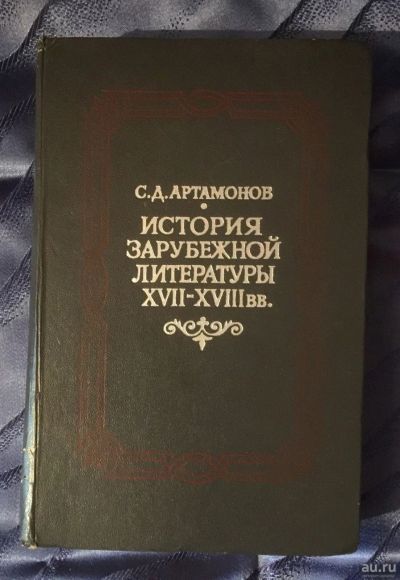 С.Д.АРТАМОНОВ
•
ИСТОРИЯ
ЗАРУБЕЖНОЙ
ЛИТЕРАТУРЫ
XVII-XVIII ВВ.
au.ru